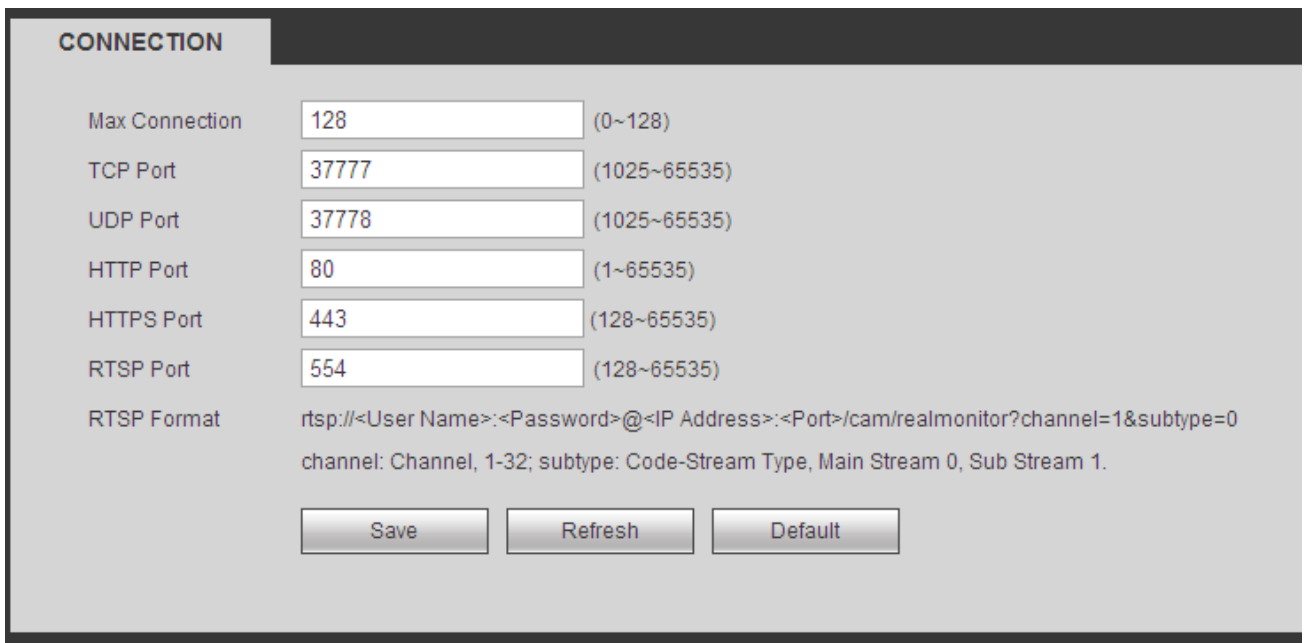 CONNECTION
Max Connection 128 (0~128)
TCP Port 37777 (1025~65535)
UDP Port 37778 (1025~65535)
HTTP Port 80 (1~65535)
HTTPS Port 443 (128~65535)
RTSP Port 554 (128~65535)
RTSP Format rtsp://<User Name>:<Password>@<IP Address>:<Port>/cam/realmonitor?channel=1&subtype=0
channel: Channel, 1-32; subtype: Code-Stream Type, Main Stream 0, Sub Stream 1.
Save Refresh Default